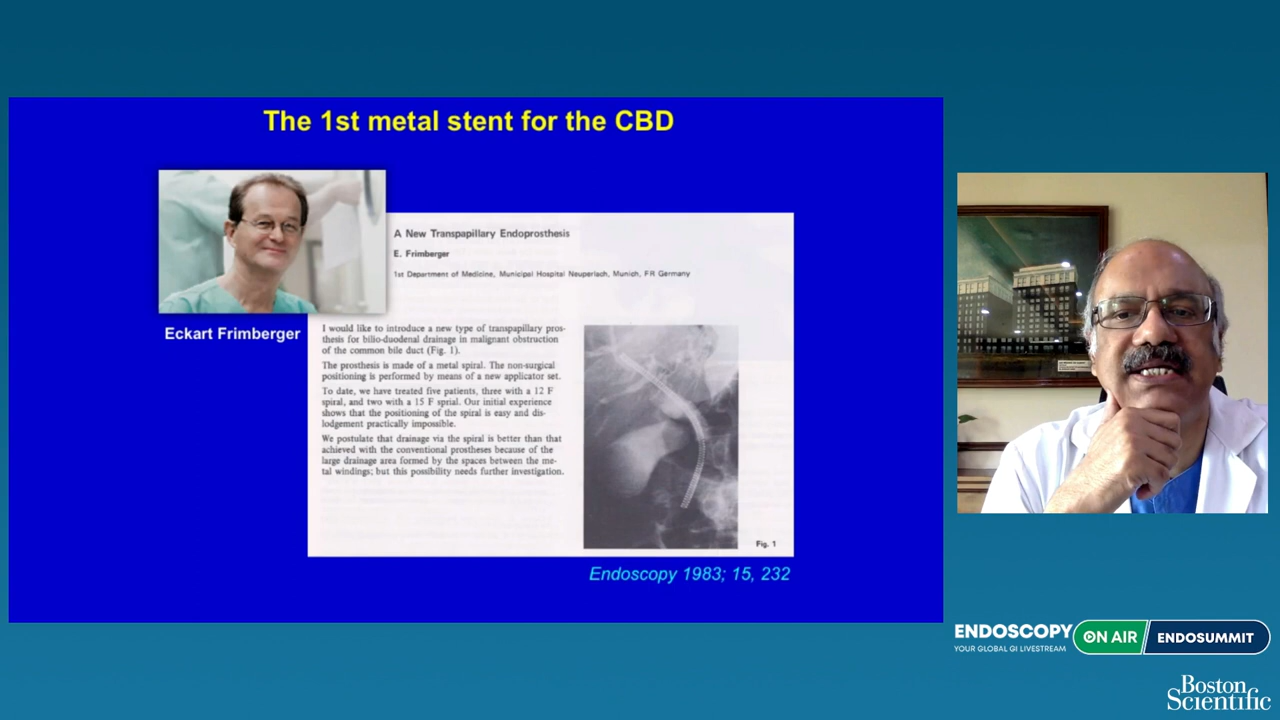 The 1st metal stent for the CBD
Eckart Frimberger
A New Transpapillary Endoprosthesis
E. Frimberger
1st Department of Medicine, Municipal Hospital Neuperlach, Munich, FR Germany
I would like to introduce a new type of transpapillary pros-
thesis for bilio-duodenal drainage in malignant obstruction
of the common bile duct (Fig. 1).
The prosthesis is made of a metal spiral. The non-surgical
positioning is performed by means of a new applicator set.
To date, we have treated five patients, three with a 12 F
spiral, and two with a 15 F sprial. Our initial experience
shows that the positioning of the spiral is easy and dis-
lodgement practically impossible.
We postulate that drainage via the spiral is better than that
achieved with the conventional prostheses because of the
large drainage area formed by the spaces between the me-
tal windings; but this possibility needs further investigation.
Fig. 1
Endoscopy 1983; 15, 232
ENDOSCOPY
YOUR GLOBAL GI LIVESTREAM
ON AIR
ENDOSUMMIT
Boston
Scientific